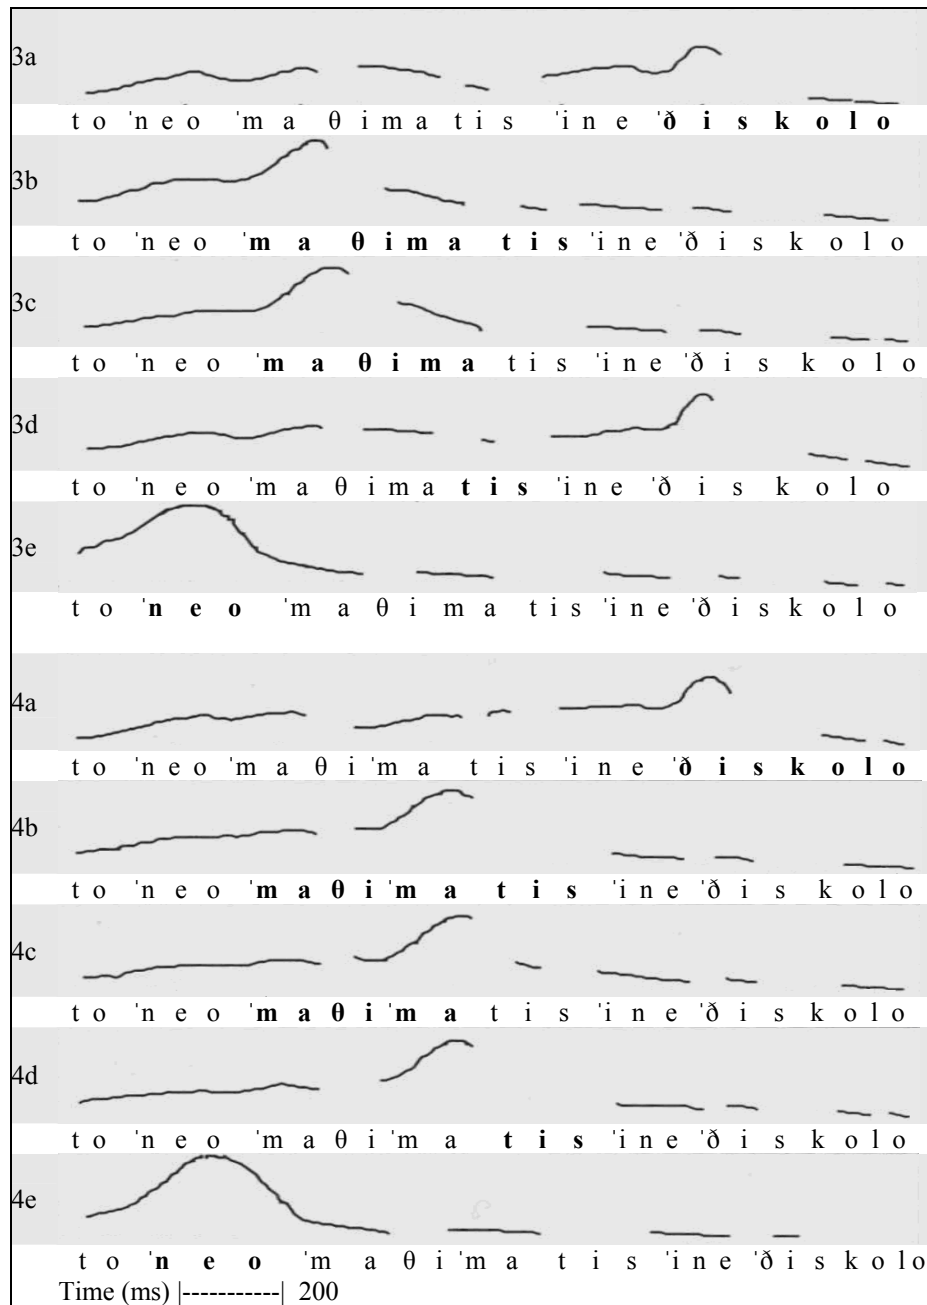 3a
t o ˈn e o ˈm a θ i m a t i s ˈi n e ˈð i s k o l o
3b
t o ˈn e o ˈm a θ i m a t i s ˈi n e ˈð i s k o l o
3c
t o ˈn e o ˈm a θ i m a t i s ˈi n e ˈð i s k o l o
3d
t o ˈn e o ˈm a θ i m a t i s ˈi n e ˈð i s k o l o
3e
t o ˈn e o ˈm a θ i m a t i s ˈi n e ˈð i s k o l o
4a
t o ˈn e o ˈm a θ i ˈm a t i s ˈi n e ˈð i s k o l o
4b
t o ˈn e o ˈm a θ i ˈm a t i s ˈi n e ˈð i s k o l o
4c
t o ˈn e o ˈm a θ i ˈm a t i s ˈi n e ˈð i s k o l o
4d
t o ˈn e o ˈm a θ i ˈm a t i s ˈi n e ˈð i s k o l o
4e
t o ˈn e o ˈm a θ i ˈm a t i s ˈi n e ˈð i s k o l o
Time (ms) |-----------| 200